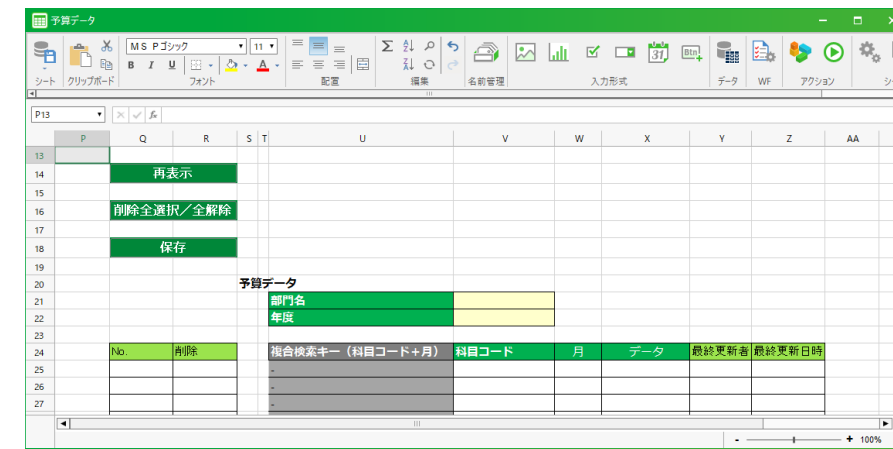 予算データ
ＭＳ Ｐゴシック 11
B I U A
Σ
31 Btn
シート クリップボード フォント 配置 編集 名前管理 入力形式 データ WF アクション
P13 fx
P Q R S T U V W X Y Z AA
13
14 再表示
15
16 削除全選択／全解除
17
18 保存
19
20 予算データ
21 部門名
22 年度
23
24 No. 削除 複合検索キー（科目コード+月） 科目コード 月 データ 最終更新者 最終更新日時
25 -
26 -
27 -
- + 100%